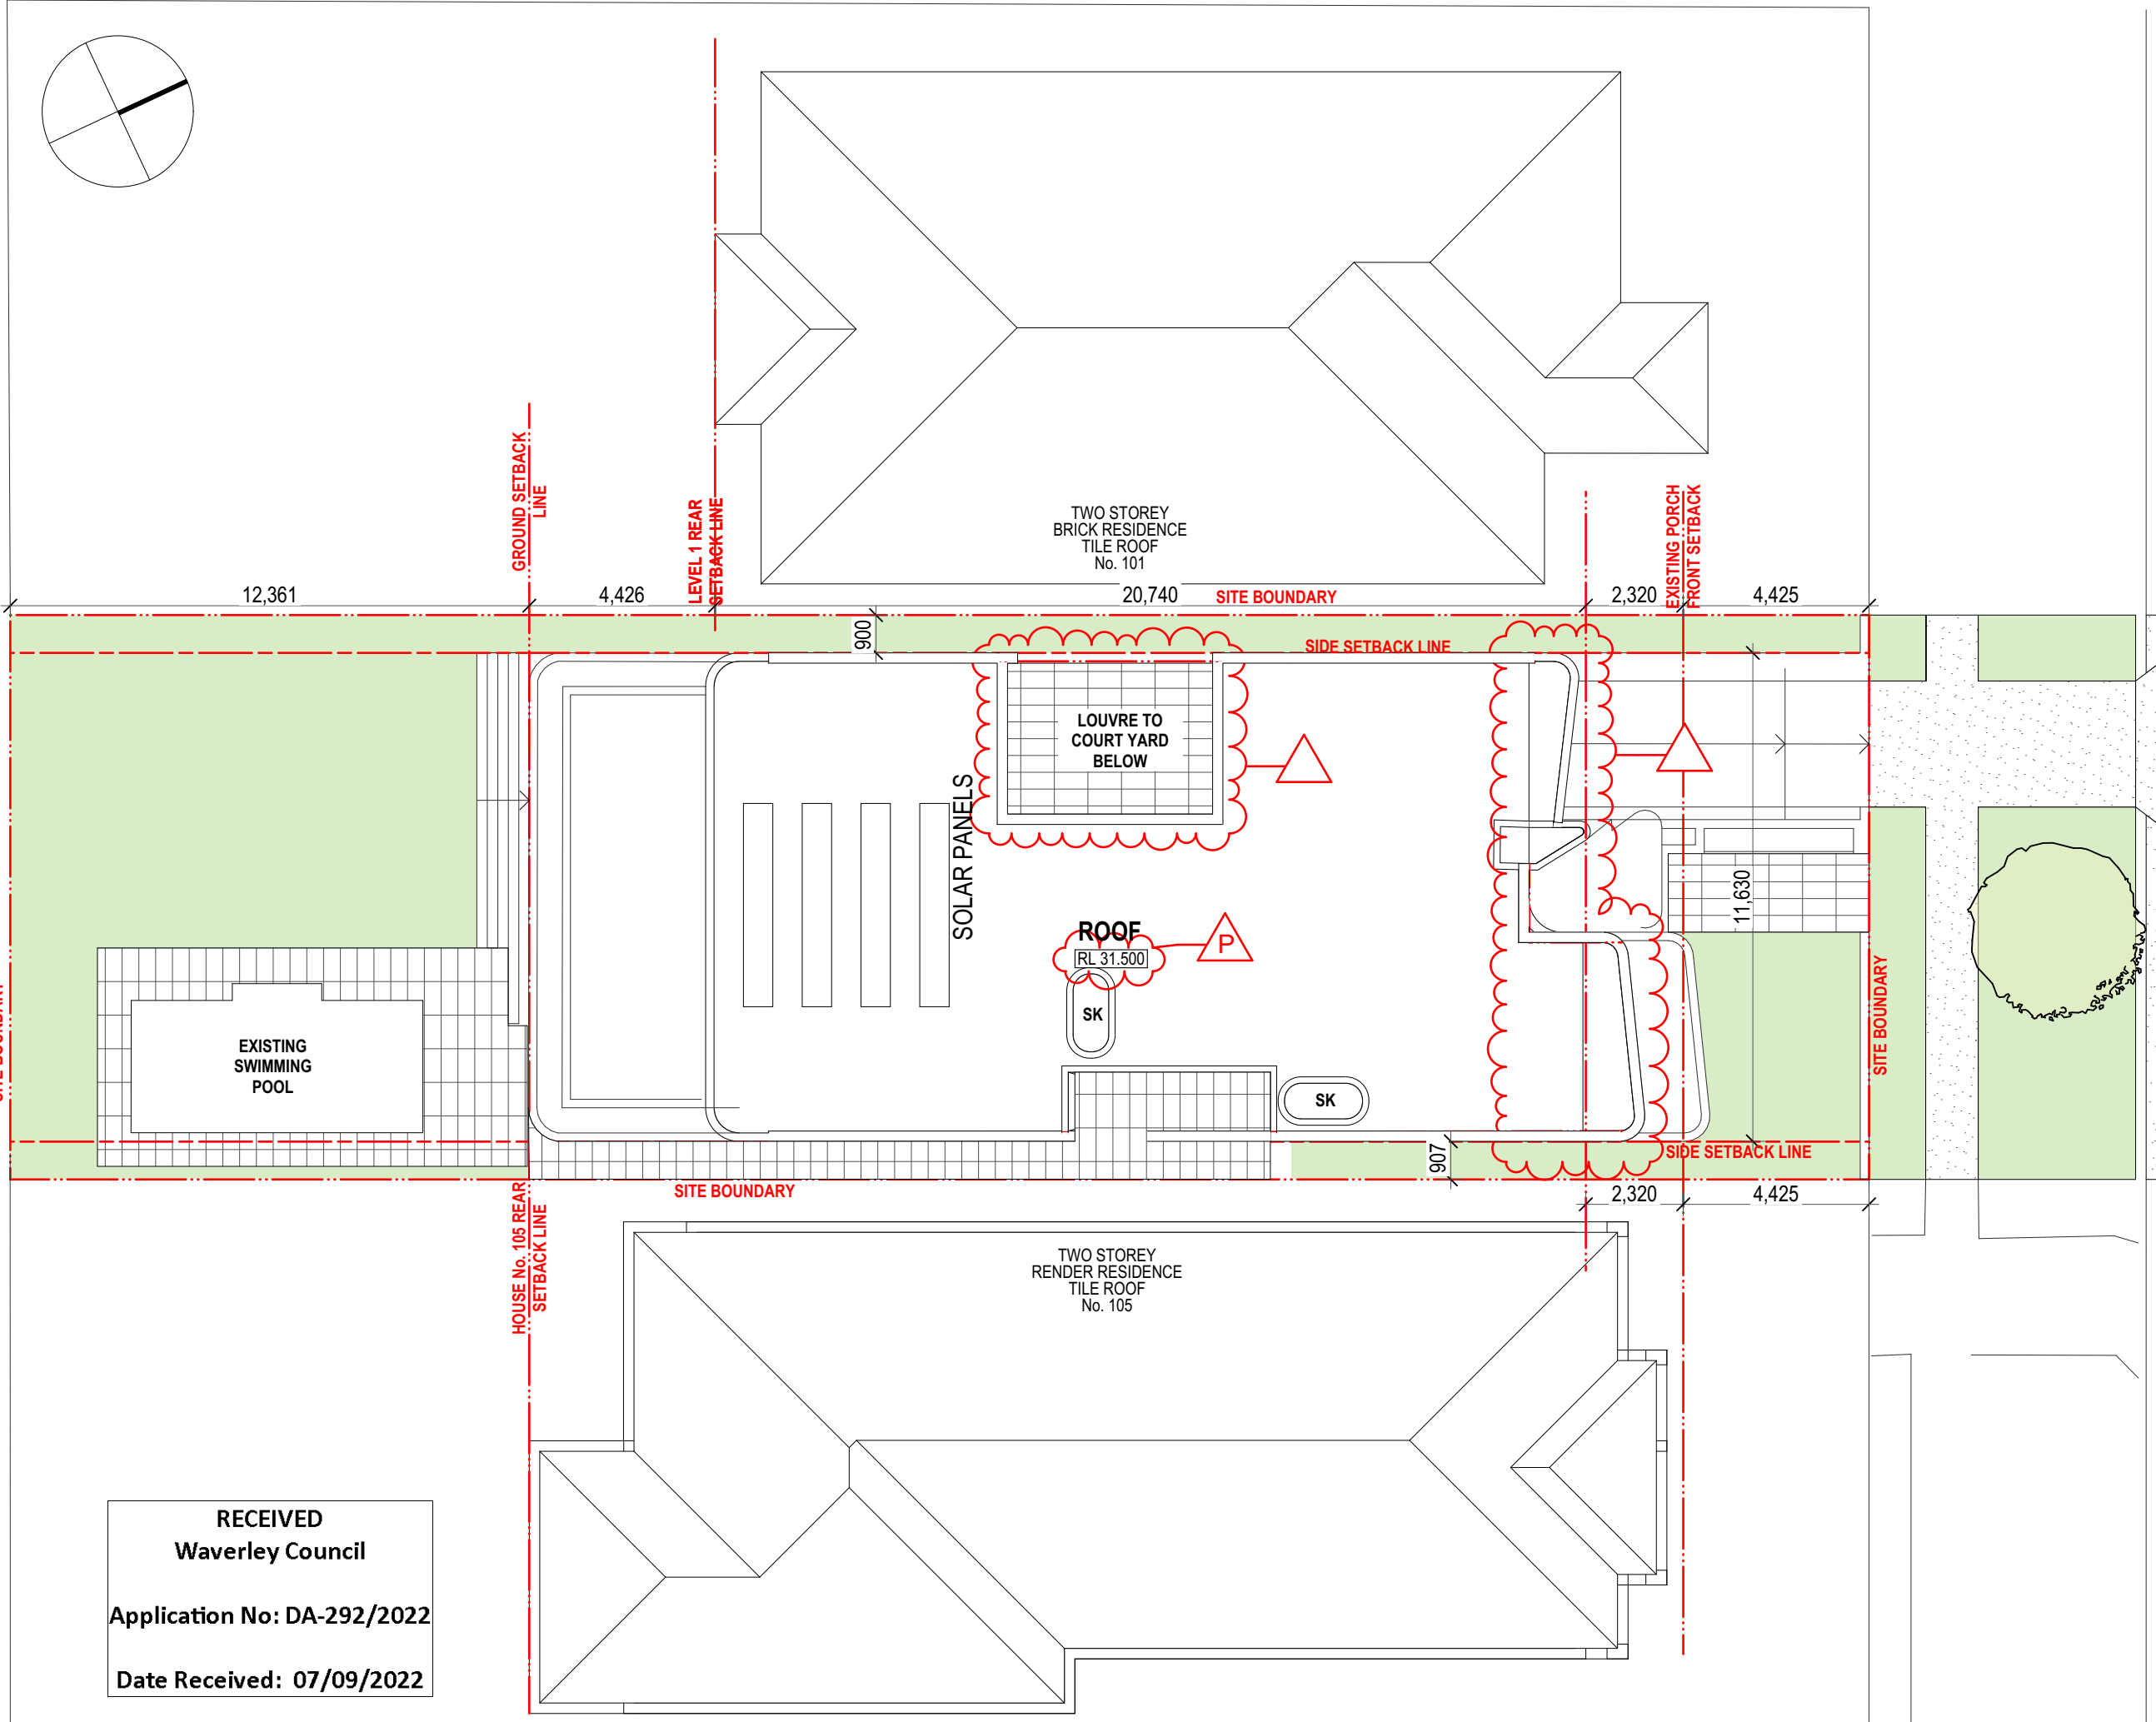 GROUND SETBACK
LINE
LEVEL 1 REAR
SETBACK LINE
TWO STOREY
BRICK RESIDENCE
TILE ROOF
No. 101
EXISTING PORCH
FRONT SETBACK
12,361
4,426
20,740
SITE BOUNDARY
2,320
4,425
900
SIDE SETBACK LINE
LOUVRE TO
COURT YARD
BELOW
SOLAR PANELS
ROOF
RL 31.500
P
SK
SK
11,630
EXISTING
SWIMMING
POOL
SITE BOUNDARY
907
SIDE SETBACK LINE
SITE BOUNDARY
2,320
4,425
HOUSE No. 105 REAR
SETBACK LINE
TWO STOREY
RENDER RESIDENCE
TILE ROOF
No. 105
RECEIVED
Waverley Council
Application No: DA-292/2022
Date Received: 07/09/2022